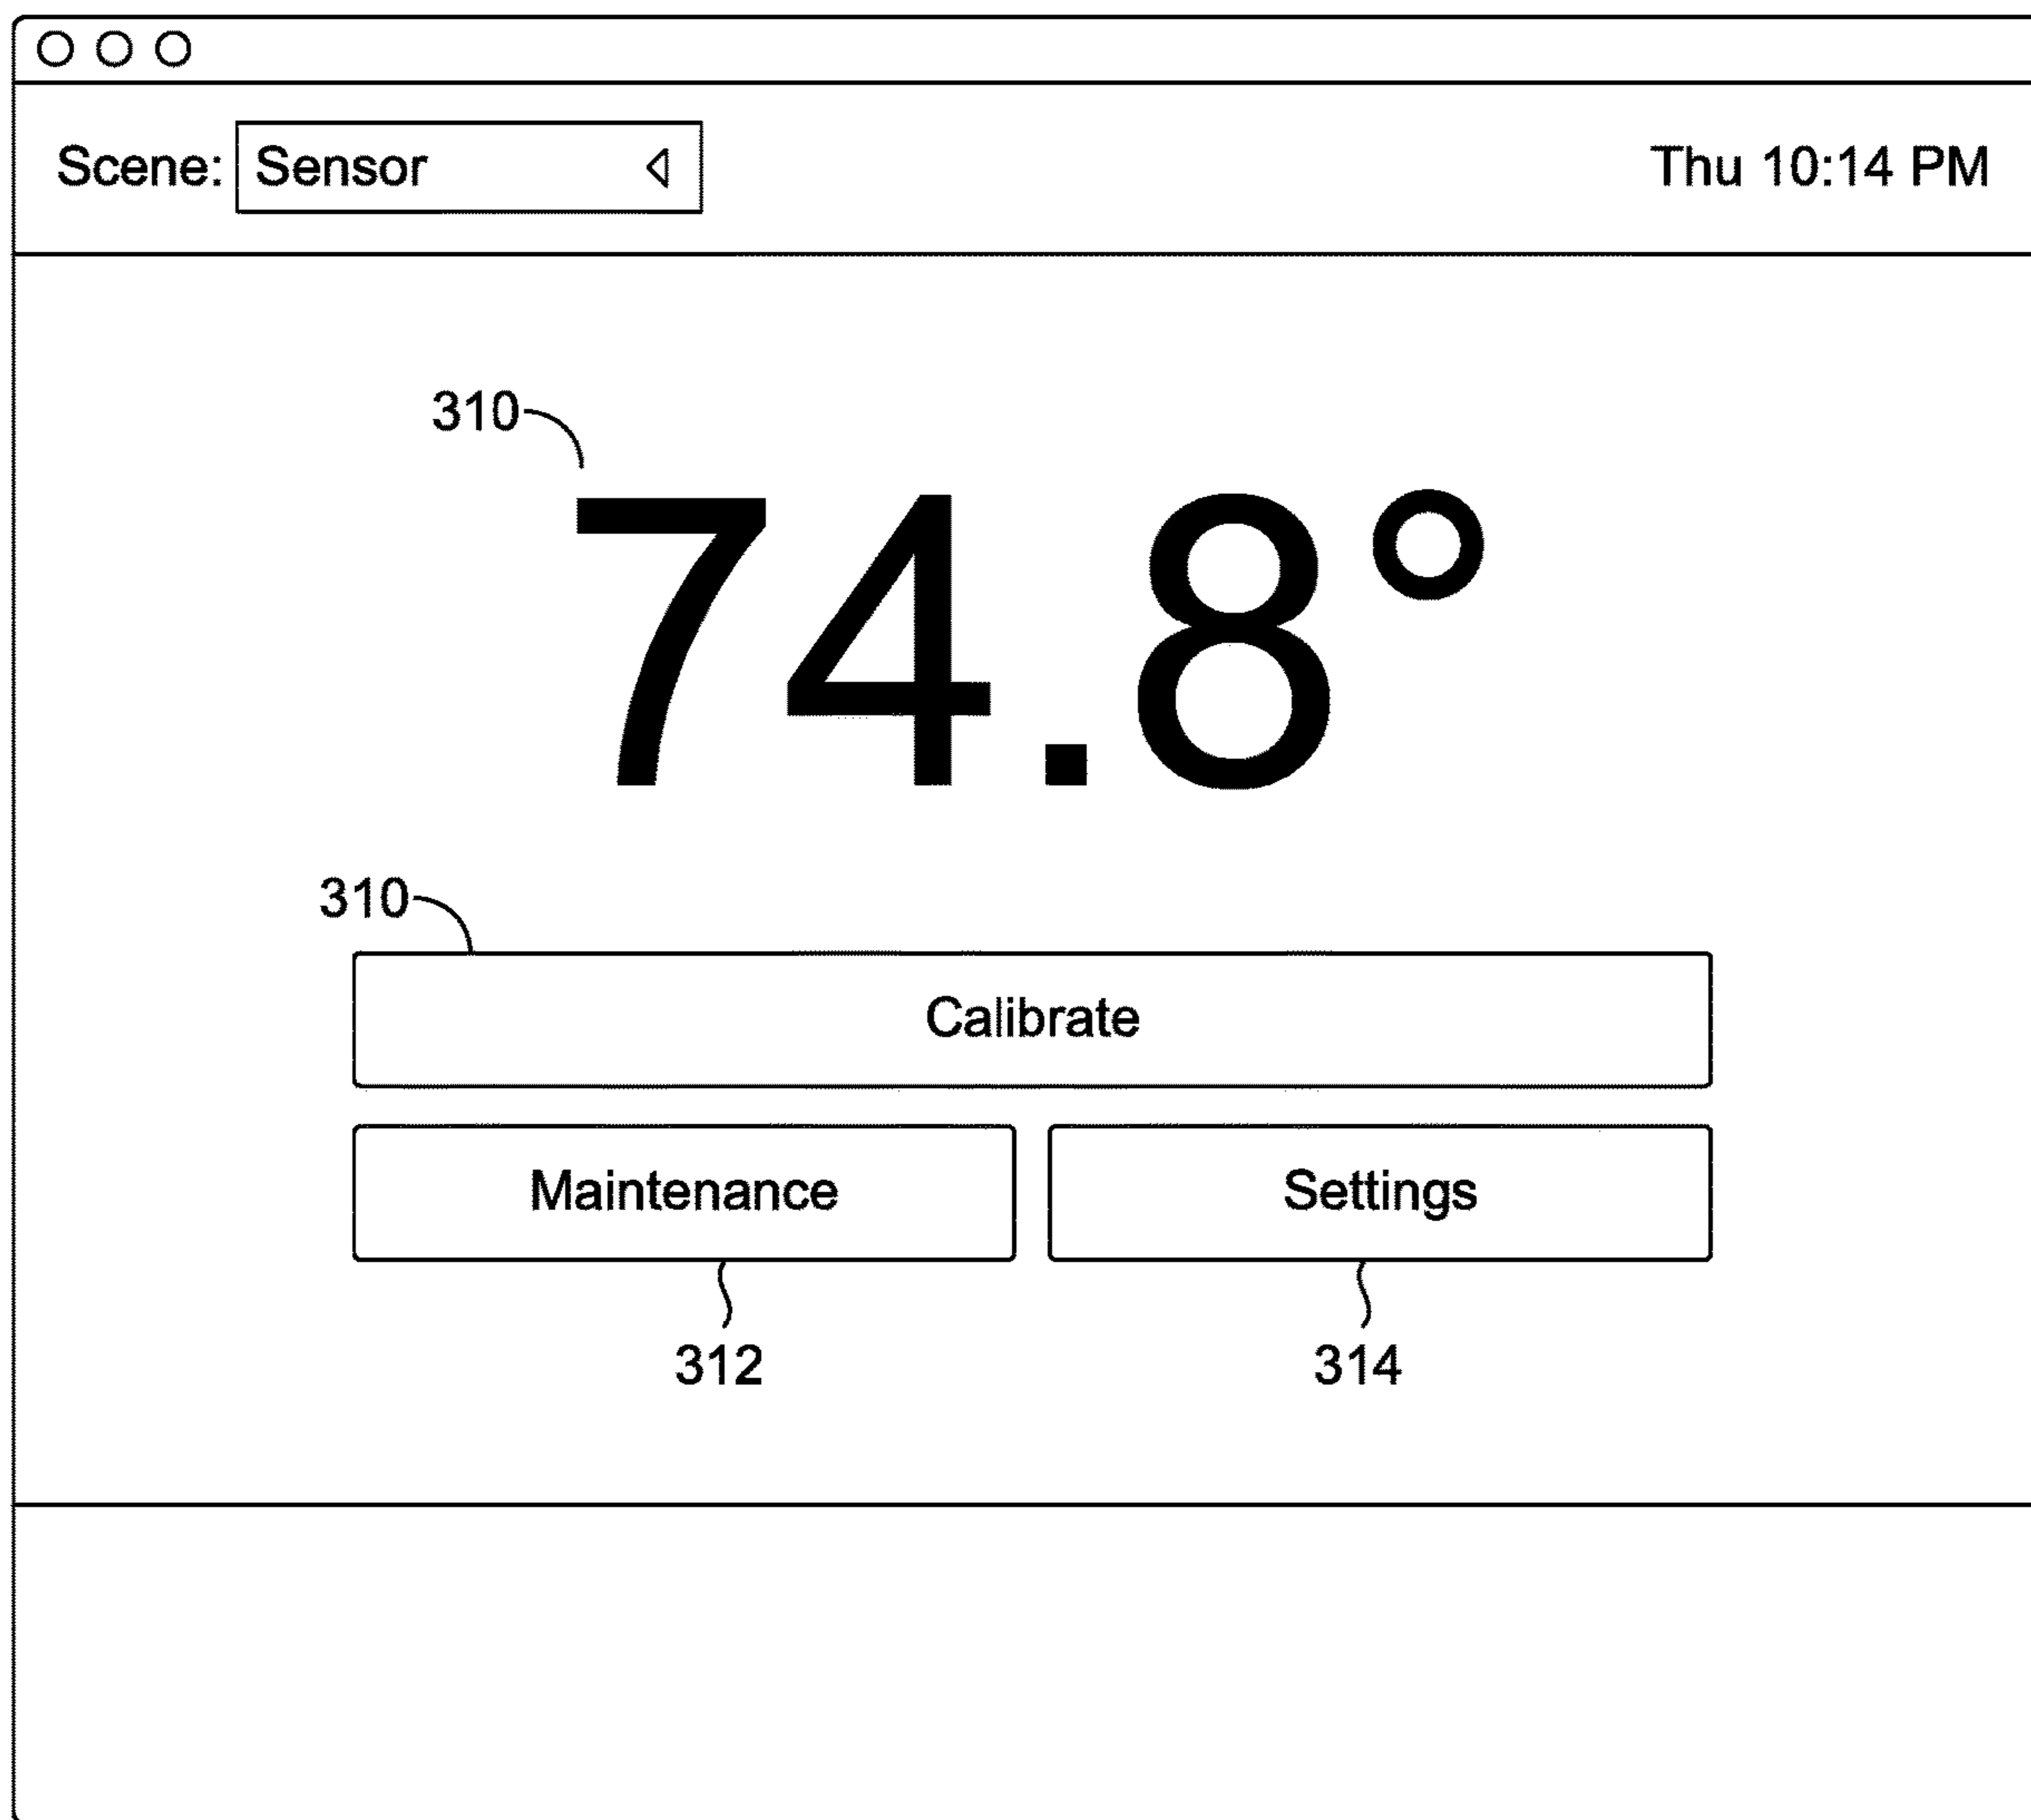 Scene: Sensor Thu 10:14 PM
310
74.8°
310
Calibrate
Maintenance Settings
312 314